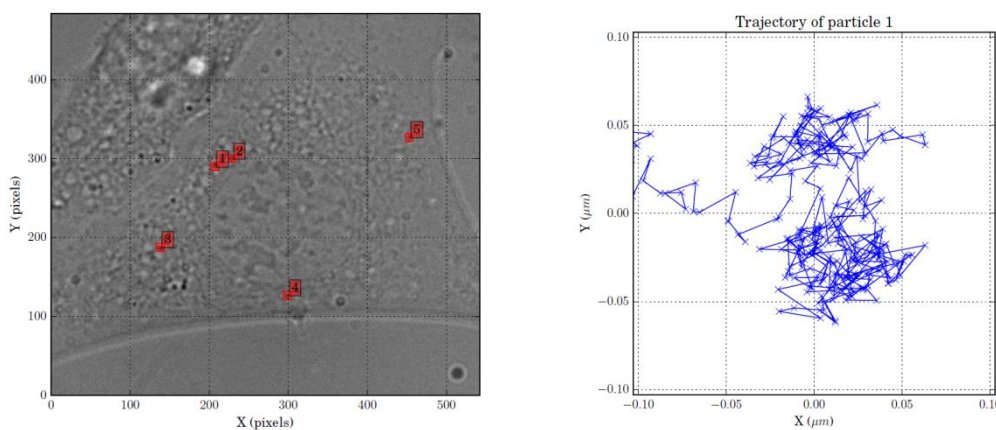 400
300
200
100
0
Y (pixels)
0 100 200 300 400 500
X (pixels)
1
2
3
4
5
Trajectory of particle 1
0.10
0.05
0.00
−0.05
−0.10
Y (μm)
−0.10 −0.05 0.00 0.05 0.10
X (μm)